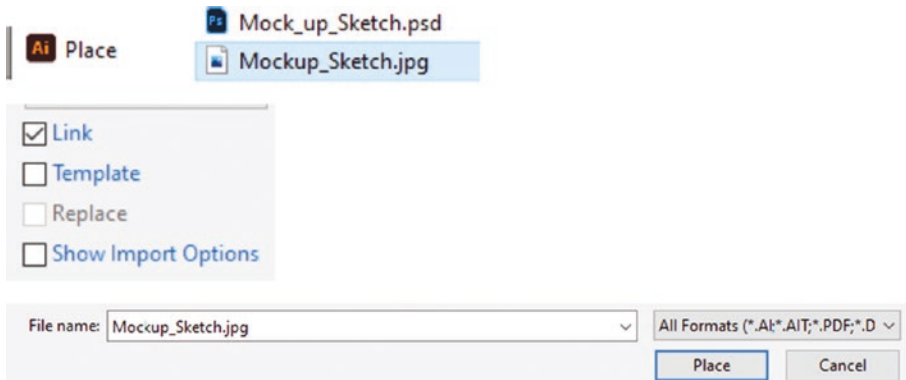 Ps Mock_up_Sketch.psd
Ai Place
Mockup_Sketch.jpg
Link
Template
Replace
Show Import Options
File name: Mockup_Sketch.jpg All Formats (*.AI;*.AIT;*.PDF;*.D
Place Cancel